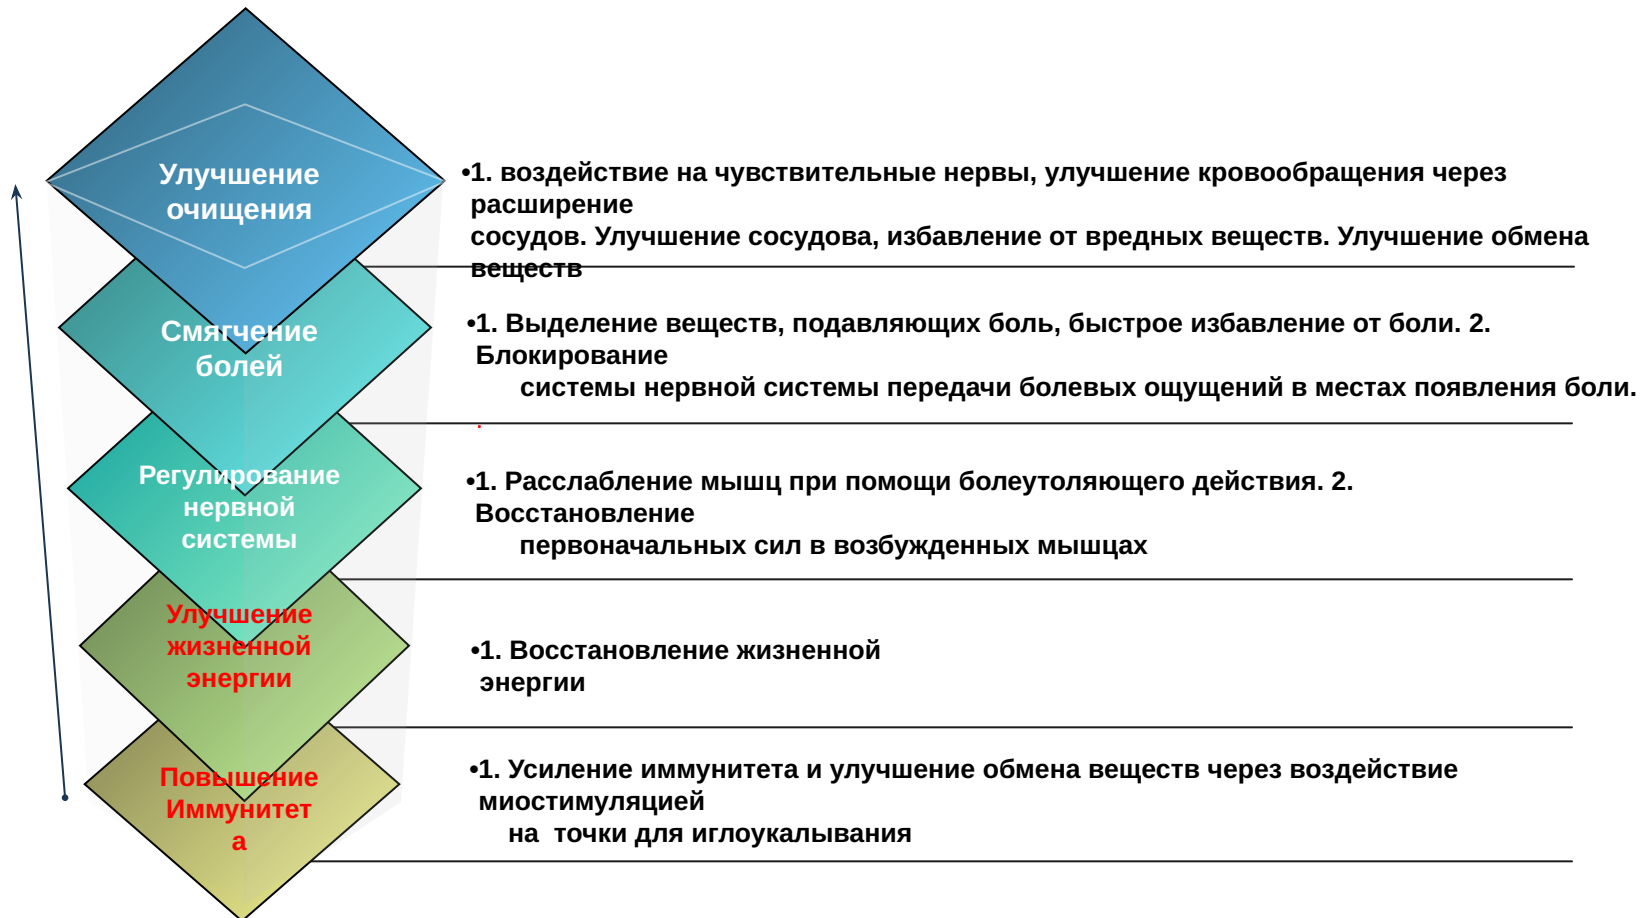 Улучшение
очищения
•1. воздействие на чувствительные нервы, улучшение кровообращения через
расширение
сосудов. Улучшение сосудова, избавление от вредных веществ. Улучшение обмена
веществ
Смягчение
болей
•1. Выделение веществ, подавляющих боль, быстрое избавление от боли. 2.
Блокирование
системы нервной системы передачи болевых ощущений в местах появления боли.
.
Регулирование
нервной
системы
•1. Расслабление мышц при помощи болеутоляющего действия. 2.
Восстановление
первоначальных сил в возбужденных мышцах
Улучшение
жизненной
энергии
•1. Восстановление жизненной
энергии
Повышение
Иммунитет
а
•1. Усиление иммунитета и улучшение обмена веществ через воздействие
миостимуляцией
на  точки для иглоукалывания